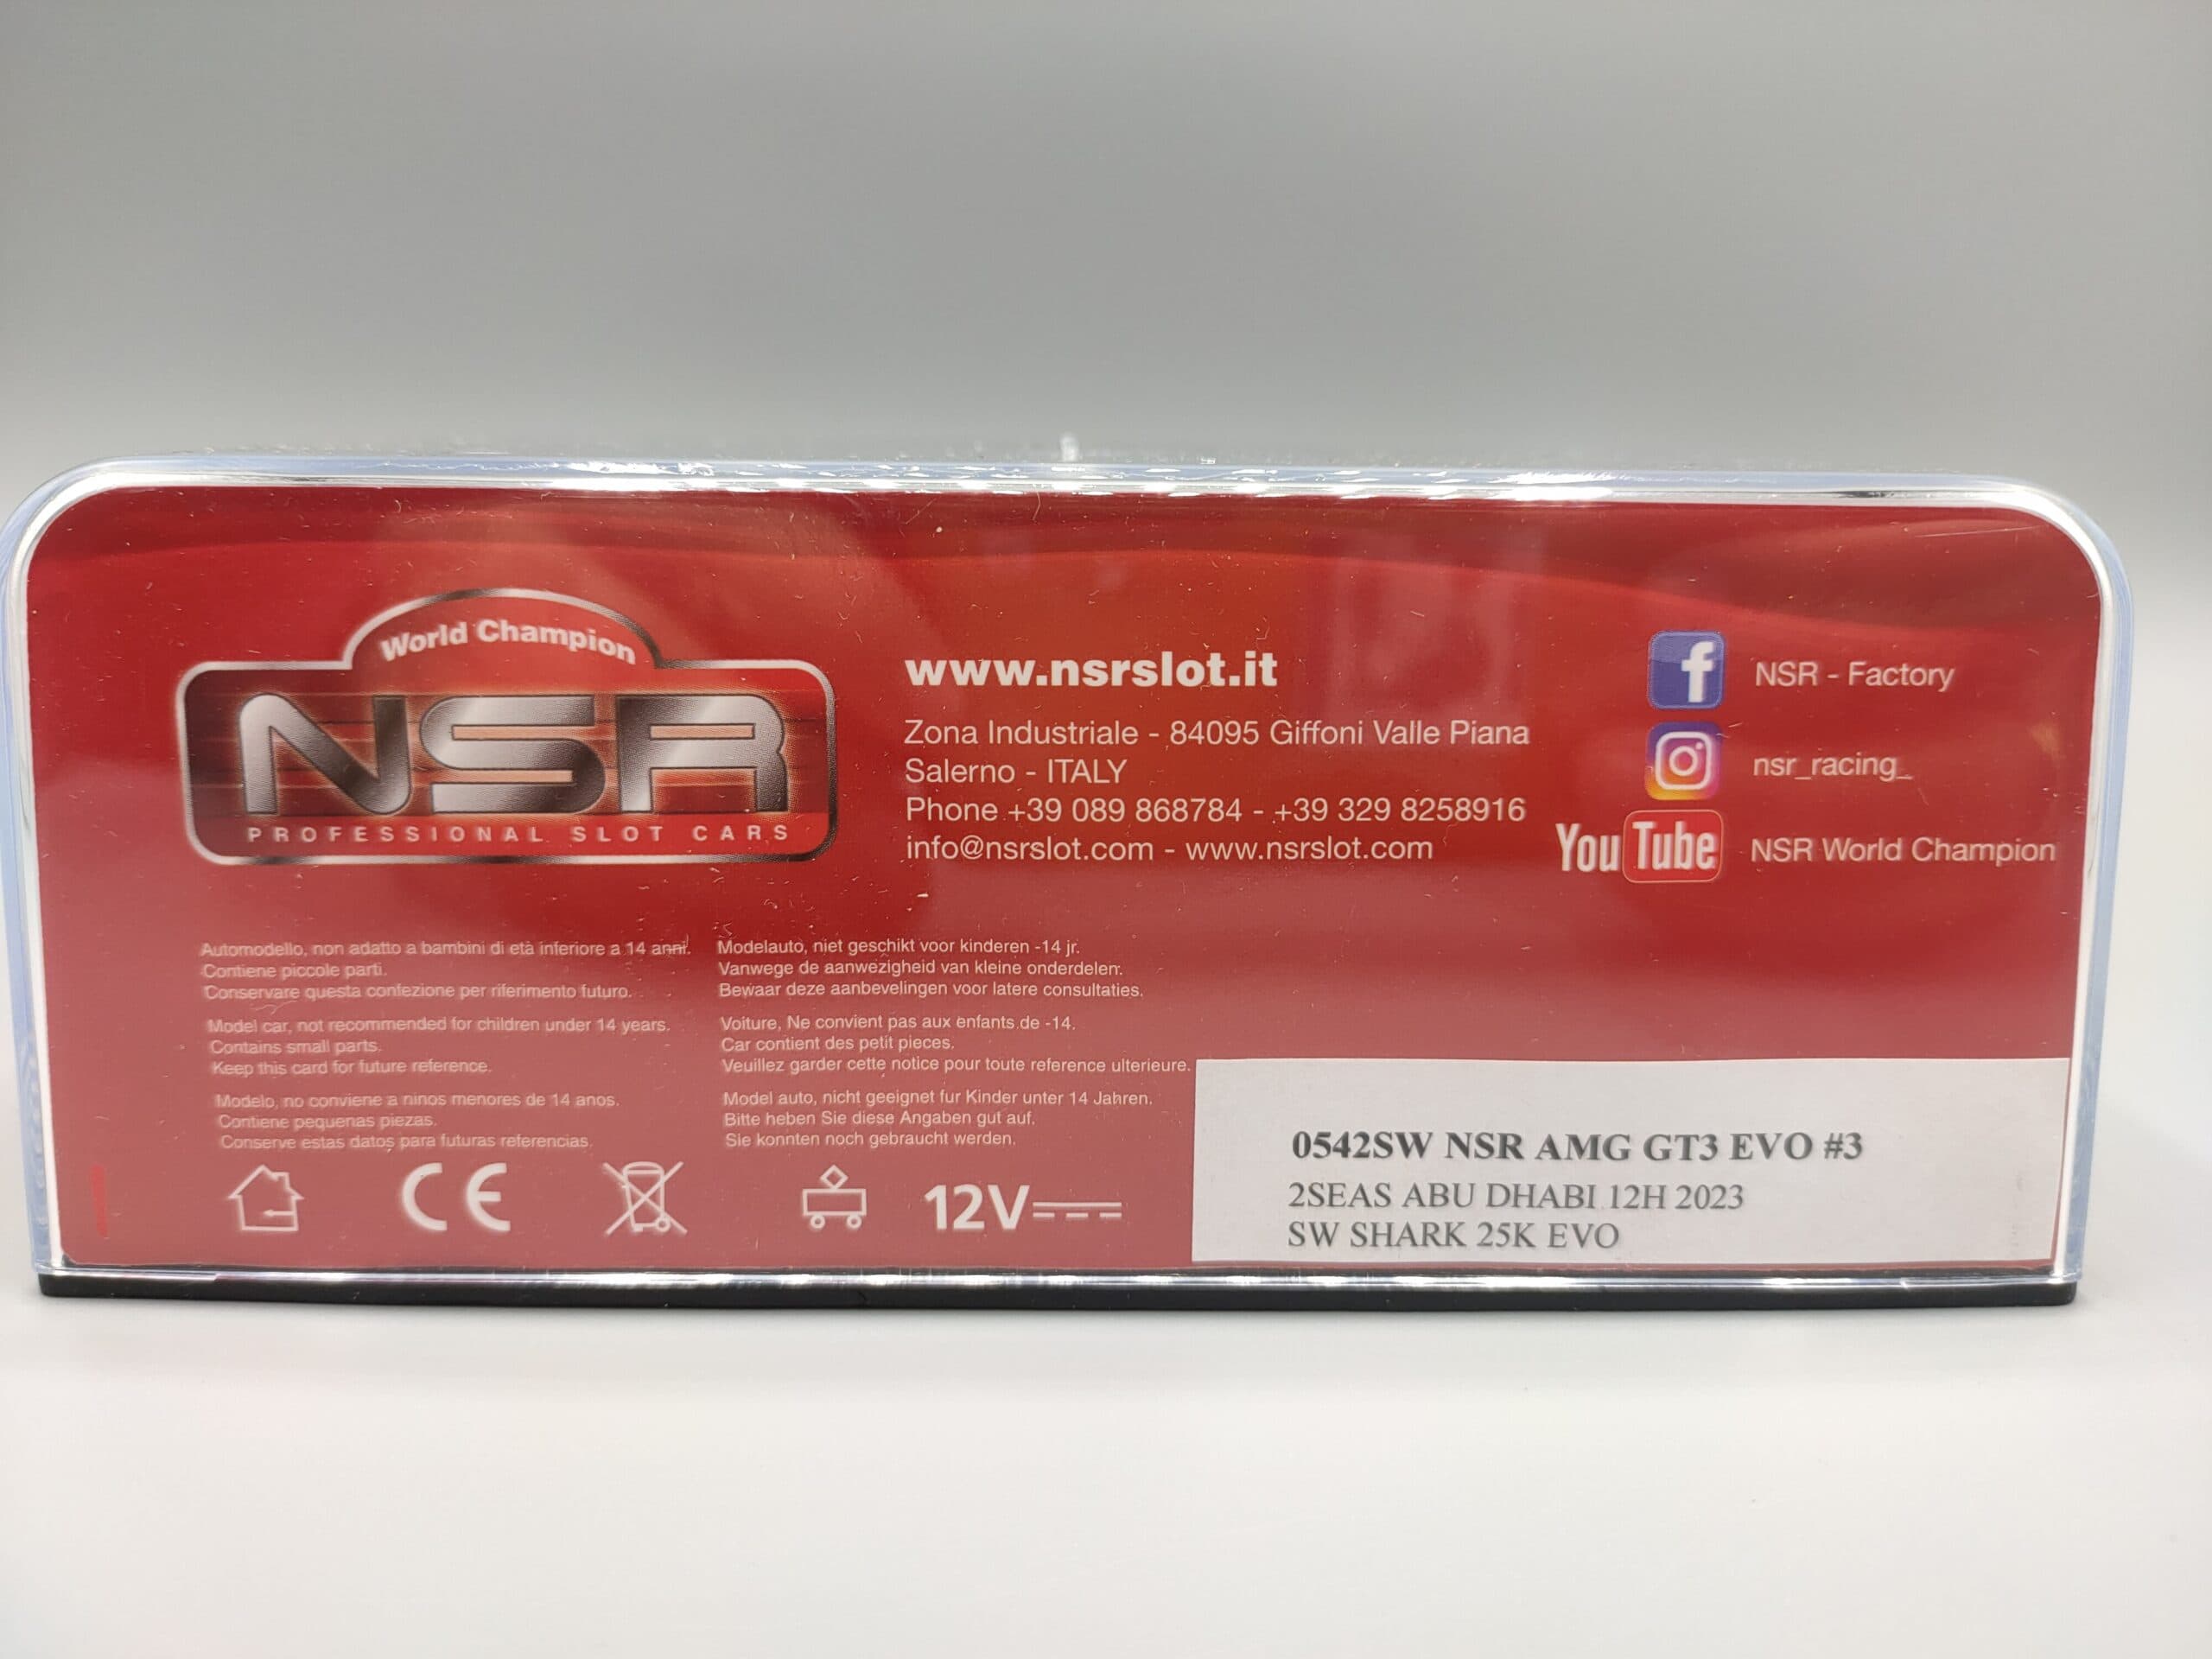 World Champion
NSR
PROFESSIONAL SLOT CARS
www.nsrslot.it
Zona Industriale - 84095 Giffoni Valle Piana
Salerno - ITALY
Phone +39 089 868784 - +39 329 8258916
info@nsrslot.com - www.nsrslot.com
f NSR - Factory
nsr_racing_
You Tube NSR World Champion
Automodello, non adatto a bambini di età inferiore a 14 anni.
Contiene piccole parti.
Conservare questa confezione per riferimento futuro.
Model car, not recommended for children under 14 years.
Contains small parts.
Keep this card for future reference.
Modelo, no conviene a ninos menores de 14 anos.
Contiene pequenas piezas.
Conserve estas datos para futuras referencias.
Modelauto, niet geschikt voor kinderen -14 jr.
Vanwege de aanwezigheid van kleine onderdelen.
Bewaar deze aanbevelingen voor latere consultaties.
Voiture, Ne convient pas aux enfants de -14.
Car contient des petit pieces.
Veuillez garder cette notice pour toute reference ulterieure.
Model auto, nicht geeignet fur Kinder unter 14 Jahren.
Bitte heben Sie diese Angaben gut auf.
Sie konnten noch gebraucht werden.
CE
12V
0542SW NSR AMG GT3 EVO #3
2SEAS ABU DHABI 12H 2023
SW SHARK 25K EVO